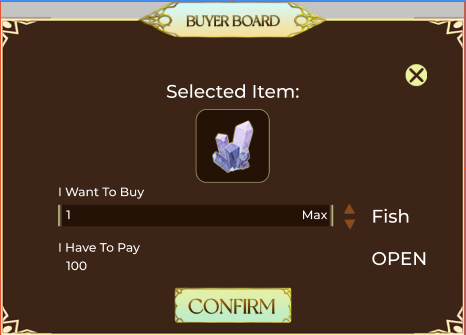 BUYER BOARD
Selected Item:
I Want To Buy
1 Max Fish
I Have To Pay
100 OPEN
CONFIRM